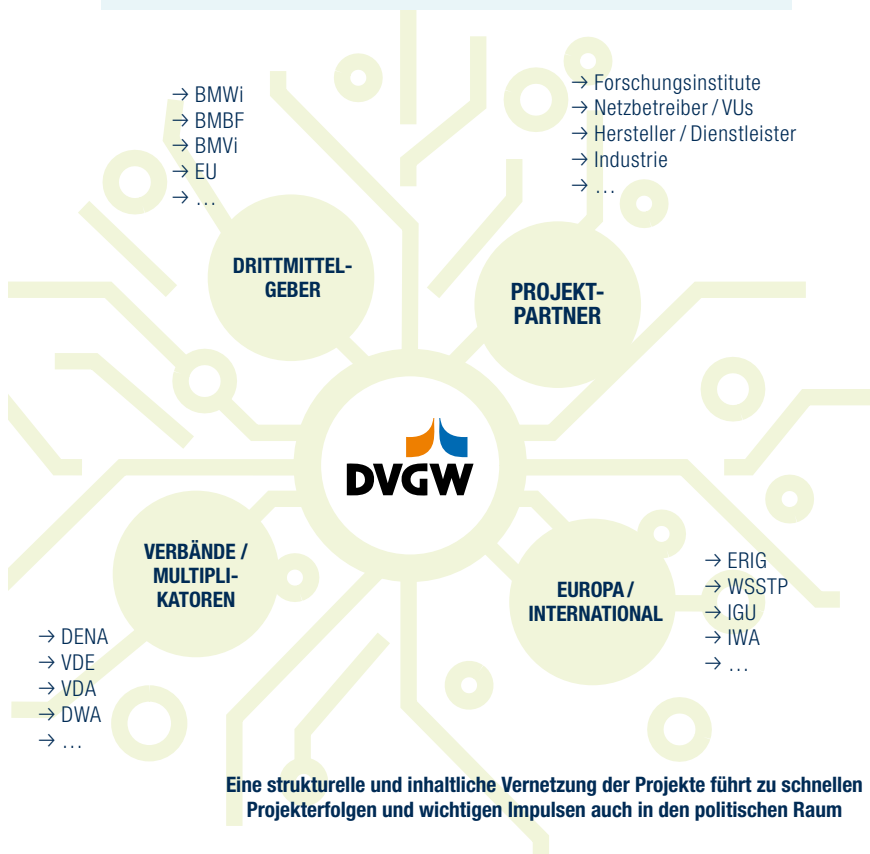 → BMWi
→ BMBF
→ BMVi
→ EU
→ …
→ Forschungsinstitute
→ Netzbetreiber / VUs
→ Hersteller / Dienstleister
→ Industrie
→ …
DRITTMITTEL-
GEBER
PROJEKT-
PARTNER
DVGW
VERBÄNDE /
MULTIPLI-
KATOREN
→ DENA
→ VDE
→ VDA
→ DWA
→ …
EUROPA /
INTERNATIONAL
→ ERIG
→ WSSTP
→ IGU
→ IWA
→ …
Eine strukturelle und inhaltliche Vernetzung der Projekte führt zu schnellen
Projekterfolgen und wichtigen Impulsen auch in den politischen Raum